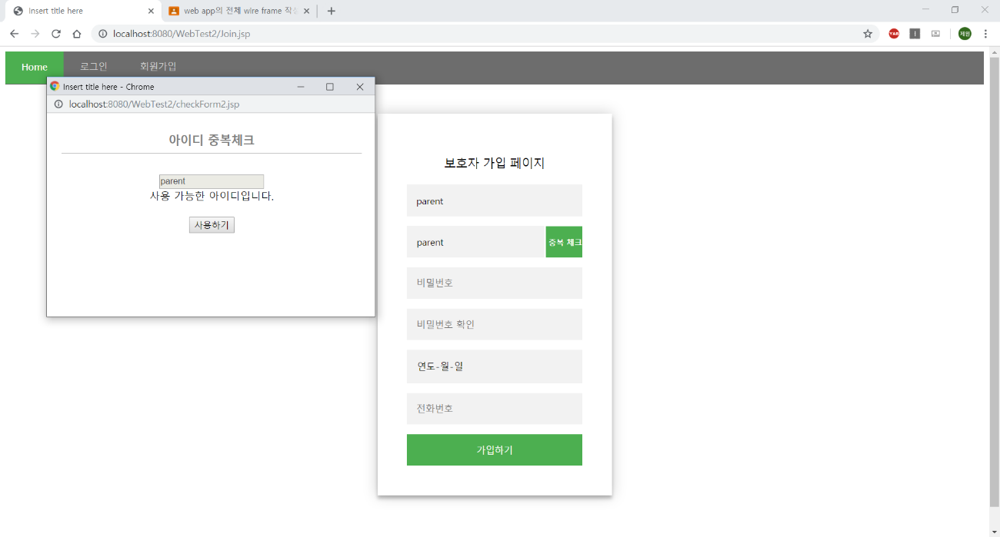 Insert title here
web app의 전체 wire frame 작성
localhost:8080/WebTest2/Join.jsp
YAB
제원
Home 로그인 회원가입
Insert title here - Chrome
localhost:8080/WebTest2/checkForm2.jsp
아이디 중복체크
parent
사용 가능한 아이디입니다.
사용하기
보호자 가입 페이지
parent
parent
중복 체크
비밀번호
비밀번호 확인
연도-월-일
전화번호
가입하기